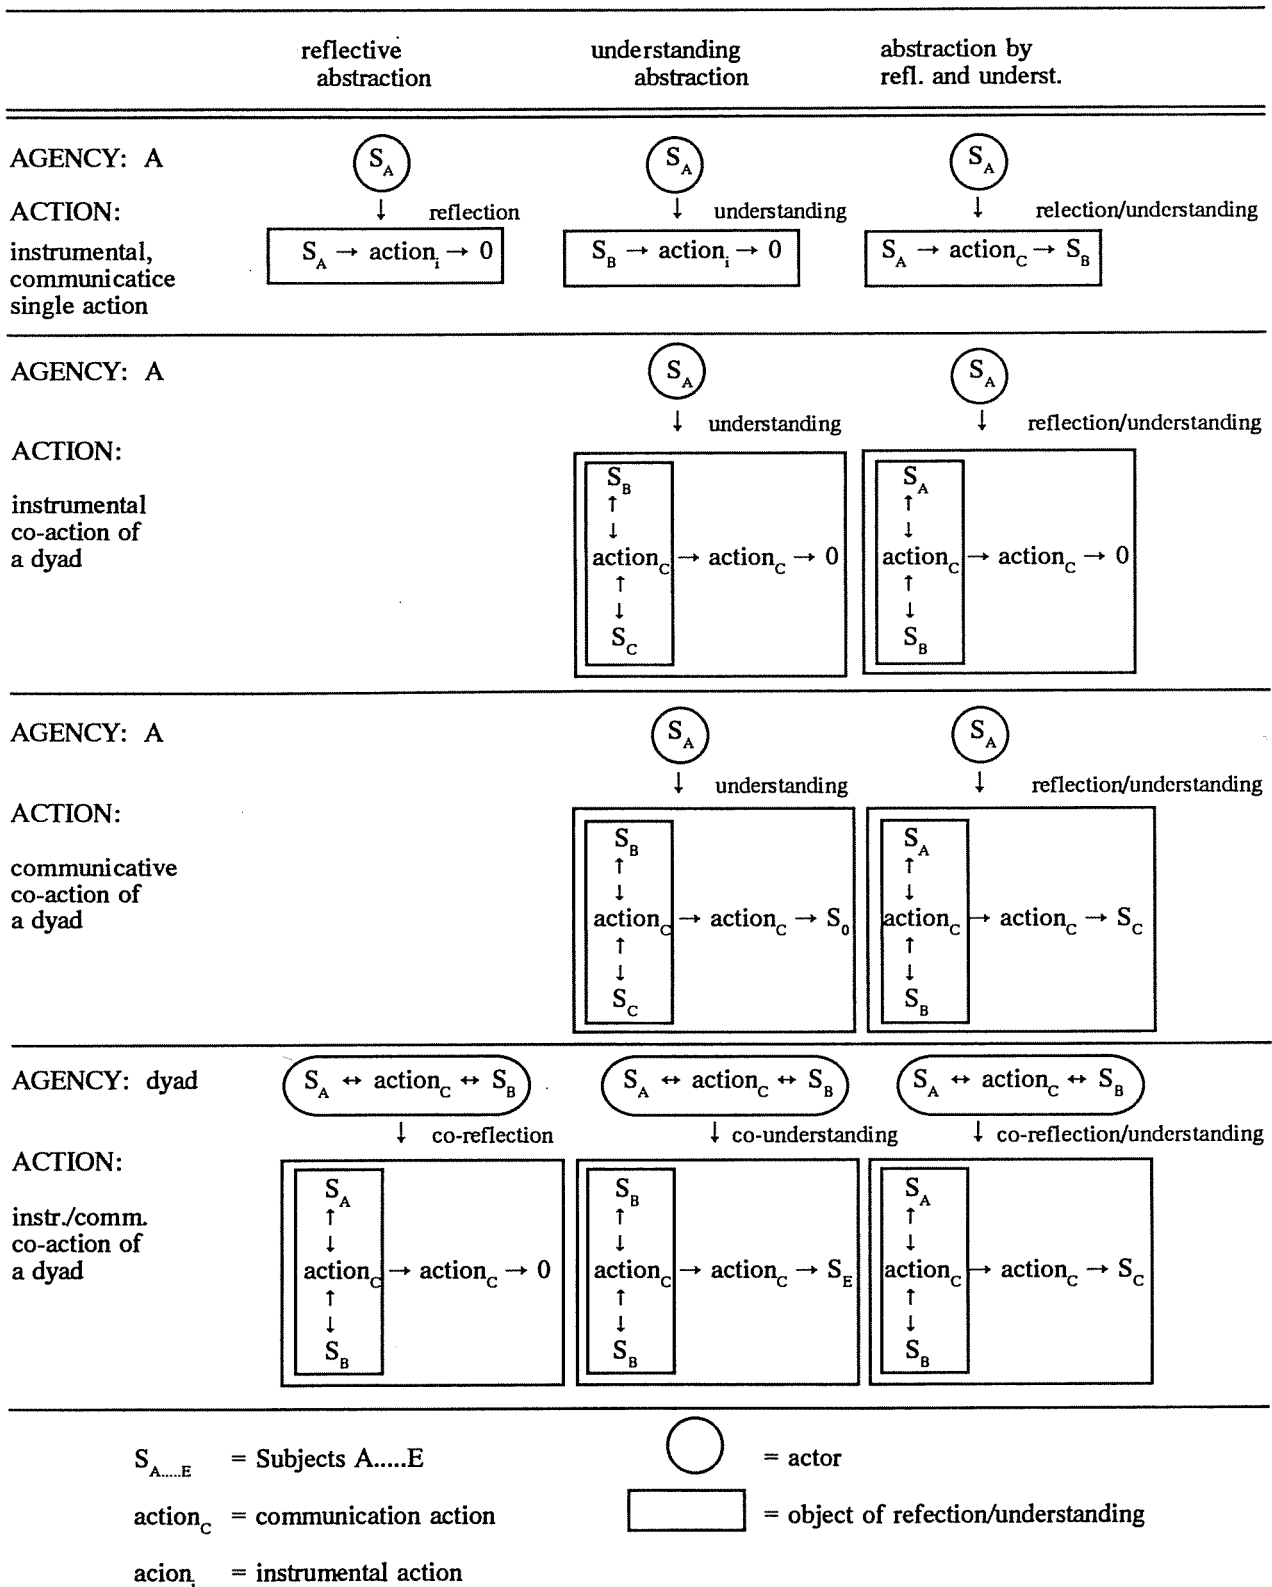 reflective understanding abstraction by
abstraction abstraction refl. and underst.
AGENCY: A S_A S_A S_A
ACTION: ↓ reflection ↓ understanding ↓ relection/understanding
instrumental, S_A → action_i → 0 S_B → action_i → 0 S_A → action_C → S_B
communicatice
single action
AGENCY: A S_A S_A
↓ understanding ↓ reflection/understanding
ACTION:
S_B S_A
instrumental ↑ ↑
co-action of ↓ ↓
a dyad action_C → action_C → 0 action_C → action_C → 0
↑ ↑
↓ ↓
S_C S_B
AGENCY: A S_A S_A
↓ understanding ↓ reflection/understanding
ACTION:
S_B S_A
communicative ↑ ↑
co-action of ↓ ↓
a dyad action_C → action_C → S_0 action_C → action_C → S_C
↑ ↑
↓ ↓
S_C S_B
AGENCY: dyad S_A ↔ action_C ↔ S_B S_A ↔ action_C ↔ S_B S_A ↔ action_C ↔ S_B
↓ co-reflection ↓ co-understanding ↓ co-reflection/understanding
ACTION:
S_A S_B S_A
instr./comm. ↑ ↑ ↑
co-action of ↓ ↓ ↓
a dyad action_C → action_C → 0 action_C → action_C → S_E action_C → action_C → S_C
↑ ↑ ↑
↓ ↓ ↓
S_B S_B S_B
S_A.....E = Subjects A.....E = actor
action_C = communication action = object of refection/understanding
acion_i = instrumental action